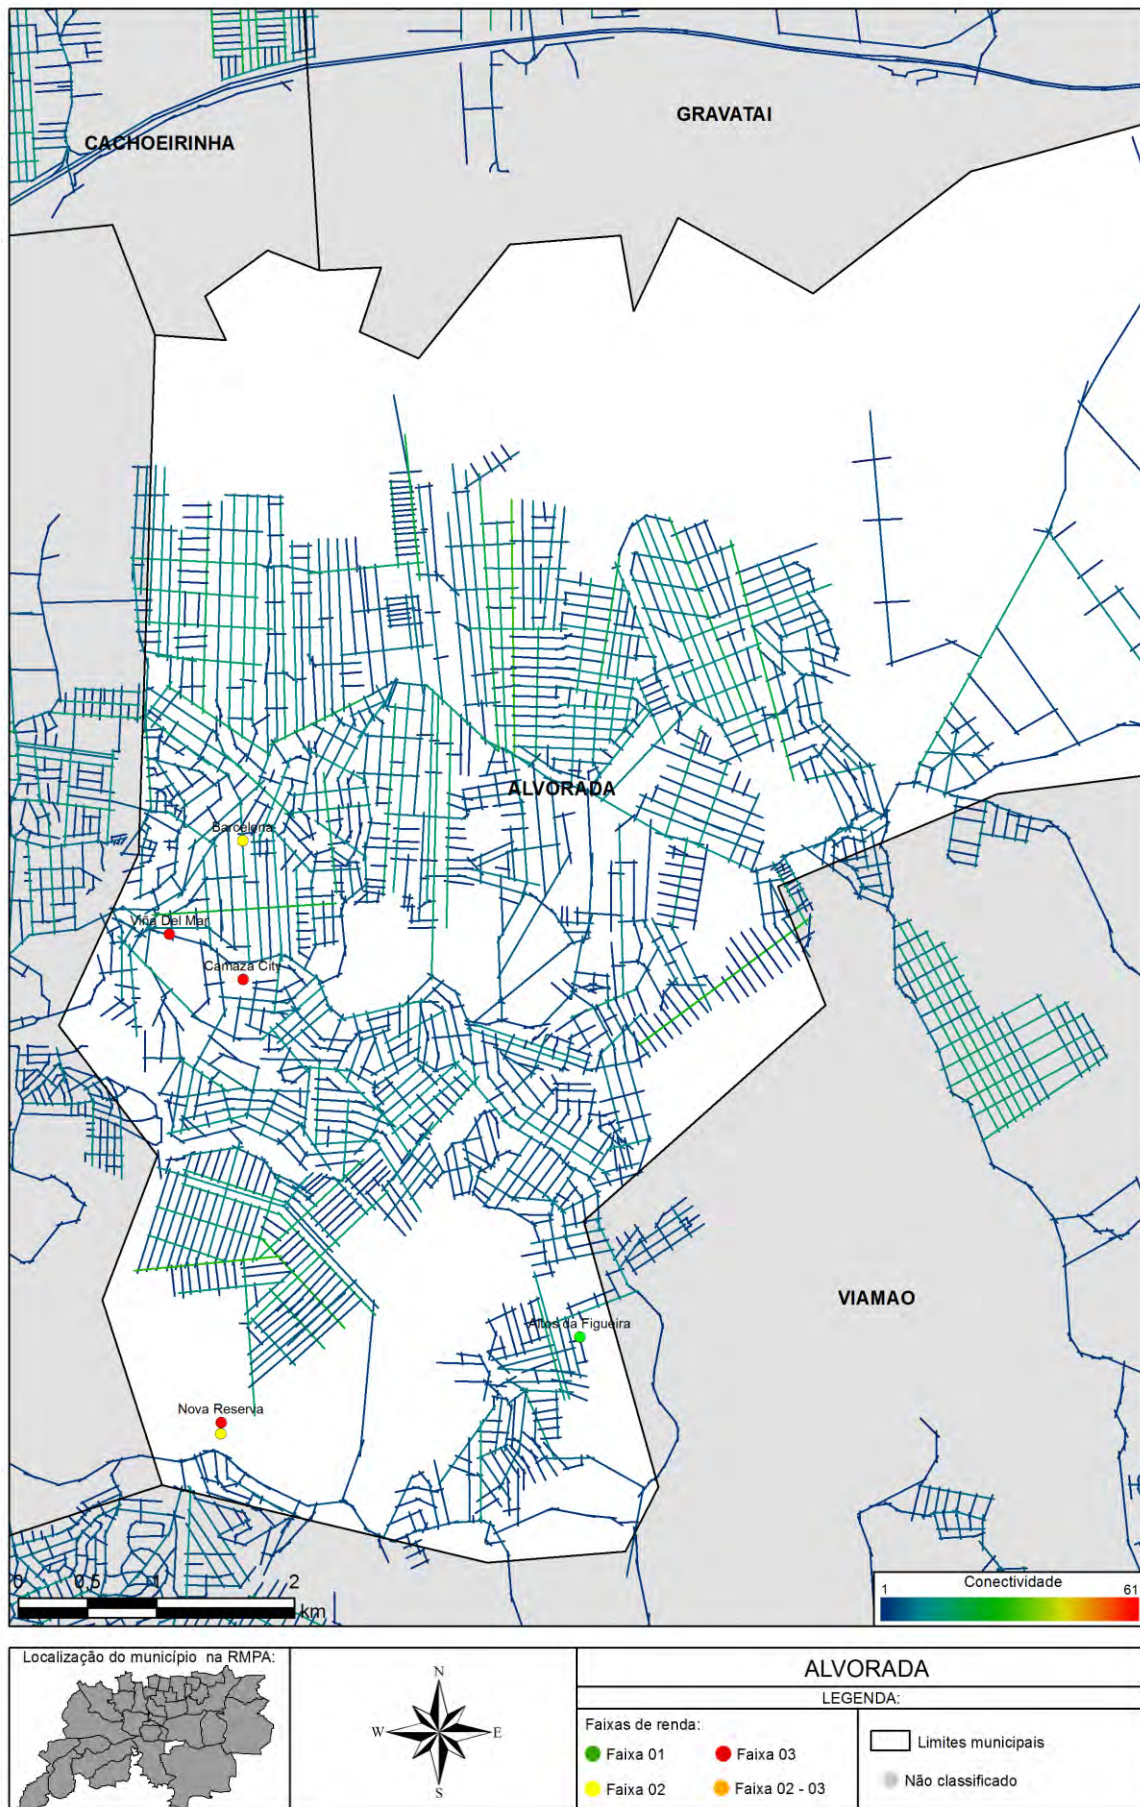 GRAVATAI
CACHOEIRINHA
ALVORADA
Barcelona
Viña Del Mar
Camaza City
VIAMAO
Altos da Figueira
Nova Reserva
0 0,5 1 2
km
Conectividade
1 61
Localização do município na RMPA:
N
W E
S
ALVORADA
LEGENDA:
Faixas de renda:
Faixa 01
Faixa 03
Faixa 02
Faixa 02 - 03
Limites municipais
Não classificado